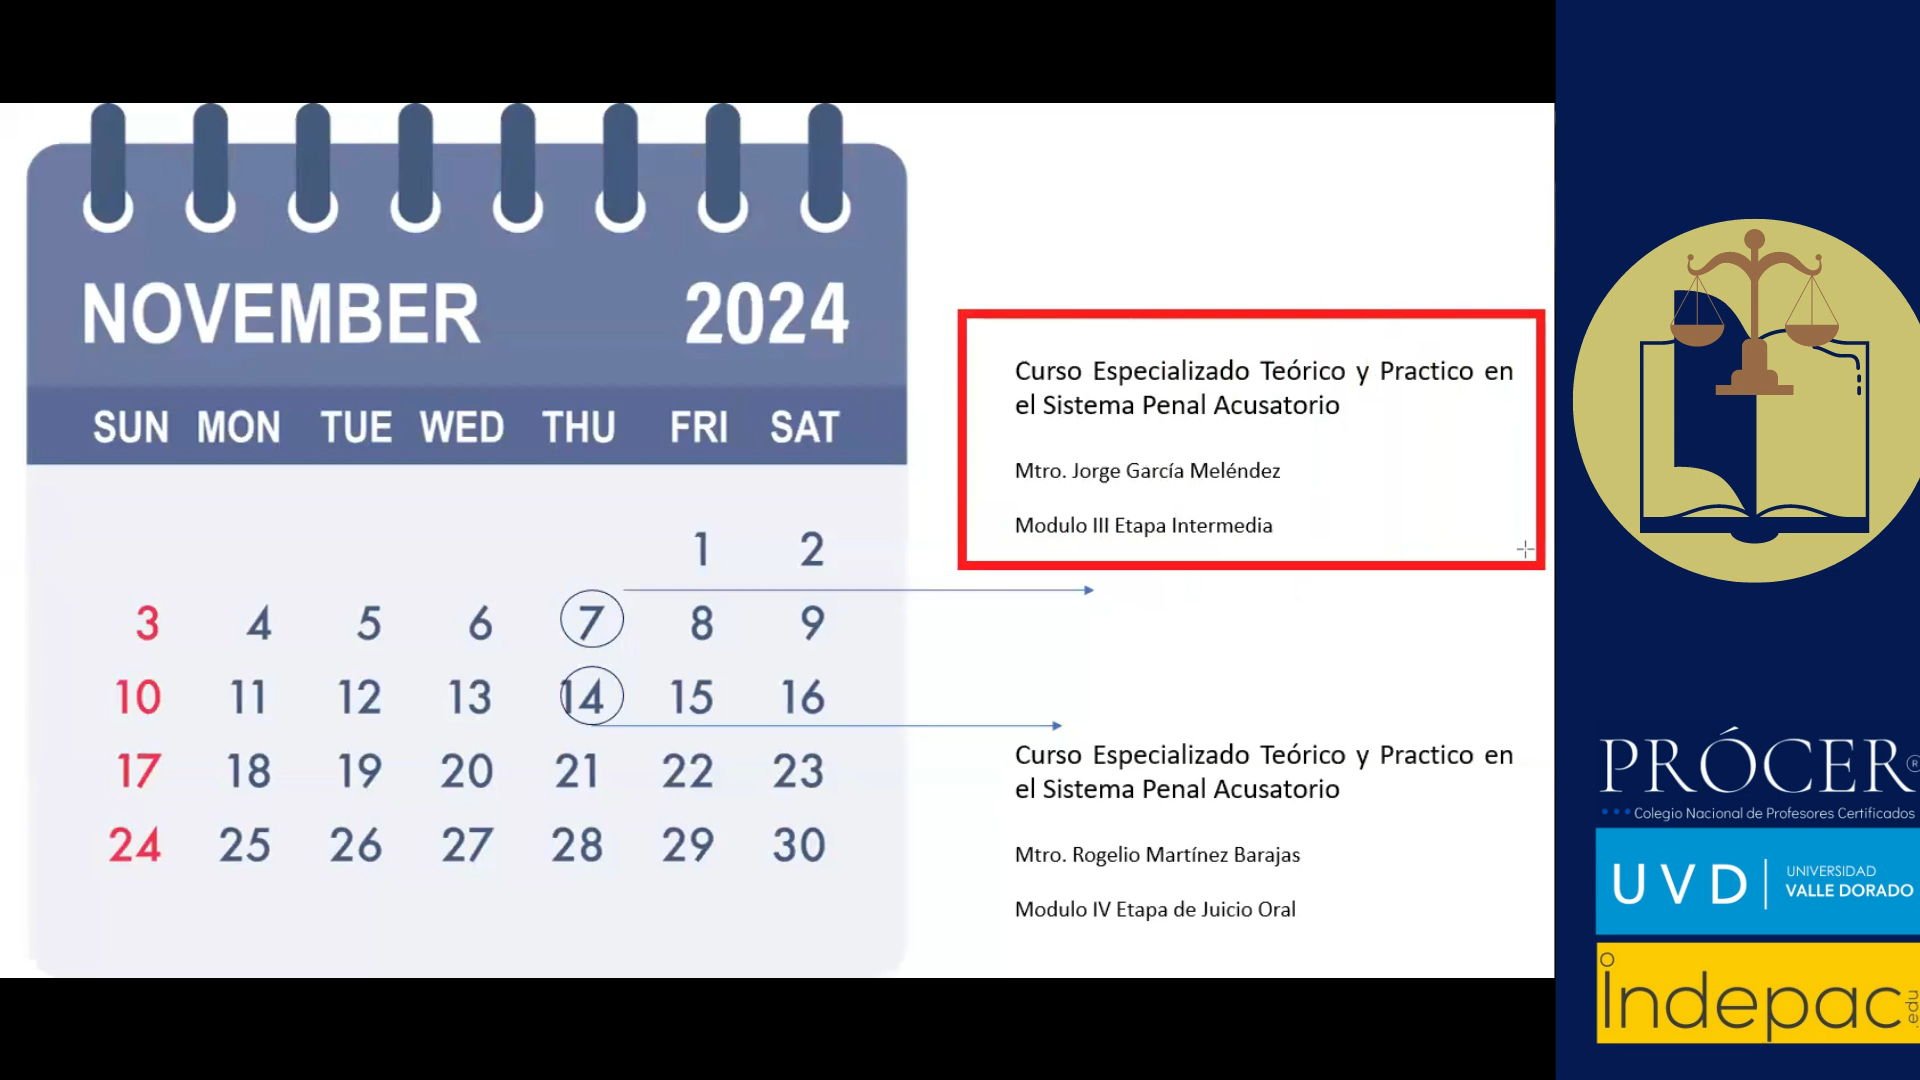 NOVEMBER 2024
SUN MON TUE WED THU FRI SAT
1 2
3 4 5 6 7 8 9
10 11 12 13 14 15 16
17 18 19 20 21 22 23
24 25 26 27 28 29 30
Curso Especializado Teórico y Practico en
el Sistema Penal Acusatorio
Mtro. Jorge García Meléndez
Modulo III Etapa Intermedia
Curso Especializado Teórico y Practico en
el Sistema Penal Acusatorio
Mtro. Rogelio Martínez Barajas
Modulo IV Etapa de Juicio Oral
PRÓCER®
Colegio Nacional de Profesores Certificados
UVD
UNIVERSIDAD
VALLE DORADO
indepac
.edu